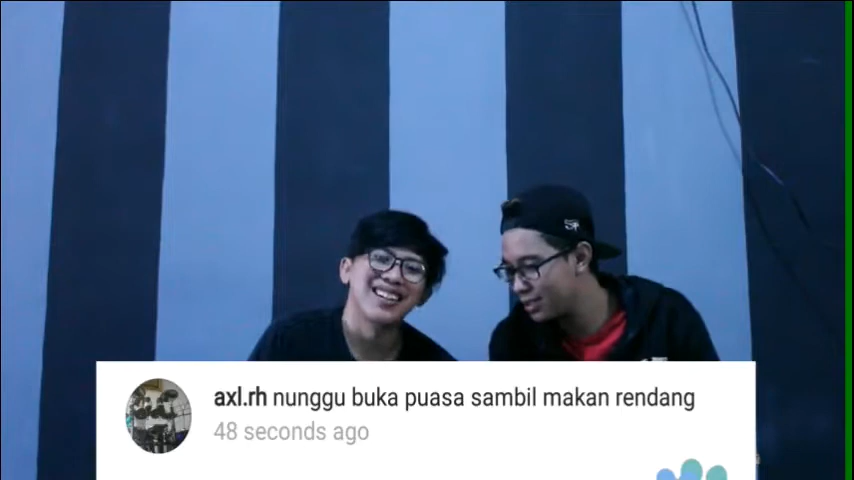 axl.rh nunggu buka puasa sambil makan rendang
48 seconds ago